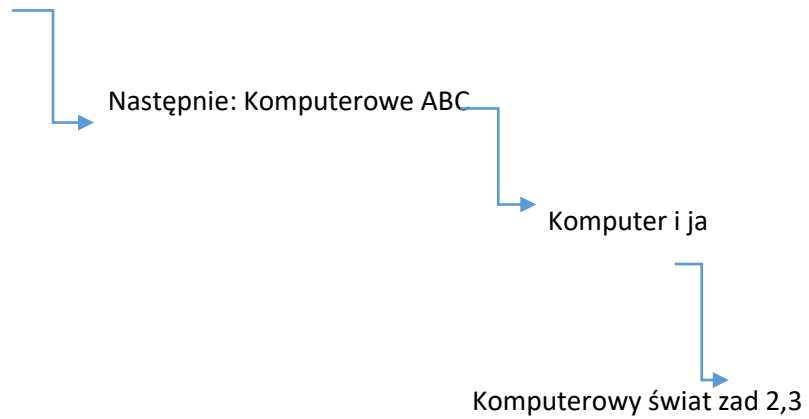 Następnie: Komputerowe ABC
Komputer i ja
Komputerowy świat zad 2,3